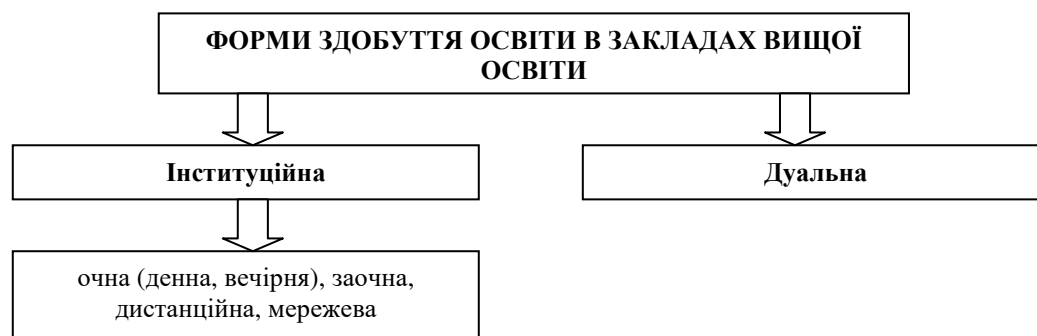 ФОРМИ ЗДОБУТТЯ ОСВІТИ В ЗАКЛАДАХ ВИЩОЇ
ОСВІТИ
Інституційна
Дуальна
очна (денна, вечірня), заочна,
дистанційна, мережева